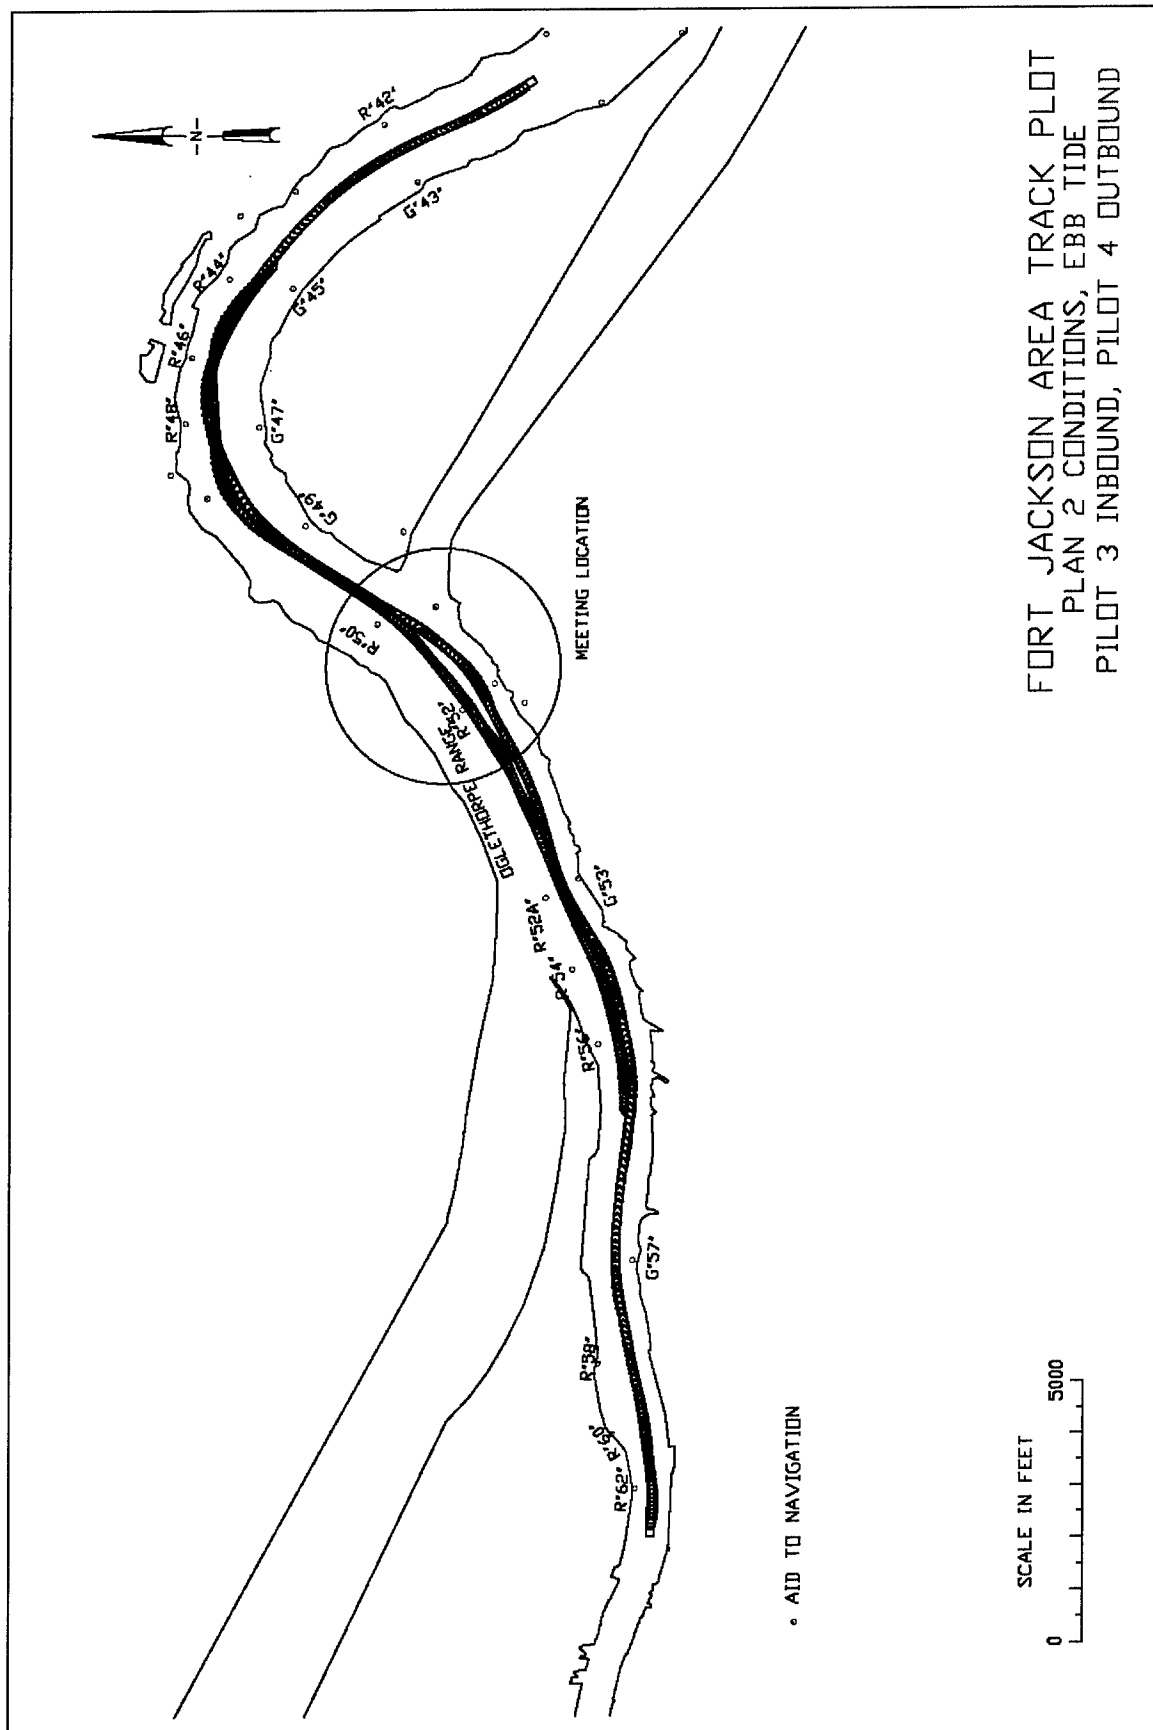 FORT JACKSON AREA TRACK PLOT
PLAN 2 CONDITIONS, EBB TIDE
PILOT 3 INBOUND, PILOT 4 OUTBOUND
-N-
R"42"
G"43"
R"44"
G"45"
R"46"
G"47"
R"48"
G"49"
R"50"
MEETING LOCATION
R"52"
OGLETHORPE RANGE
G"53"
R"52A"
R"54"
R"56"
G"57"
R"58"
R"60"
R"62"
° AID TO NAVIGATION
SCALE IN FEET
0 5000